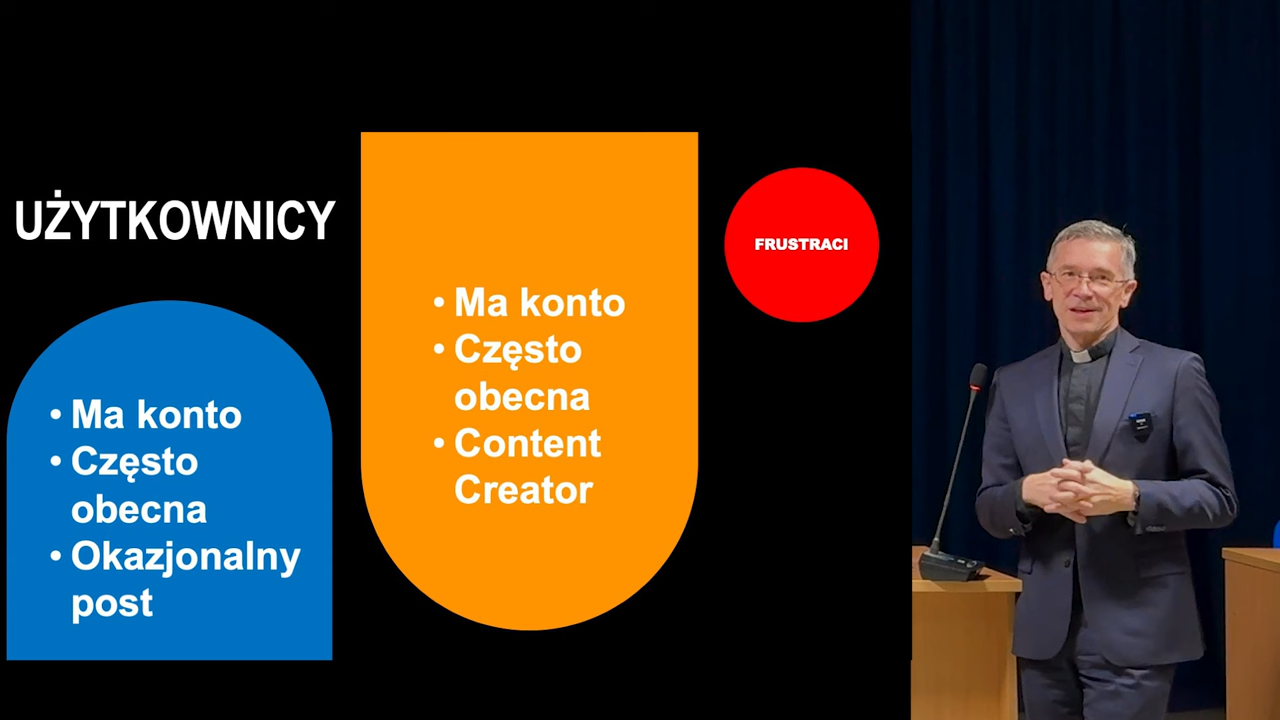 UŻYTKOWNICY
• Ma konto
• Często
obecna
• Okazjonalny
post
• Ma konto
• Często
obecna
• Content
Creator
FRUSTRACI